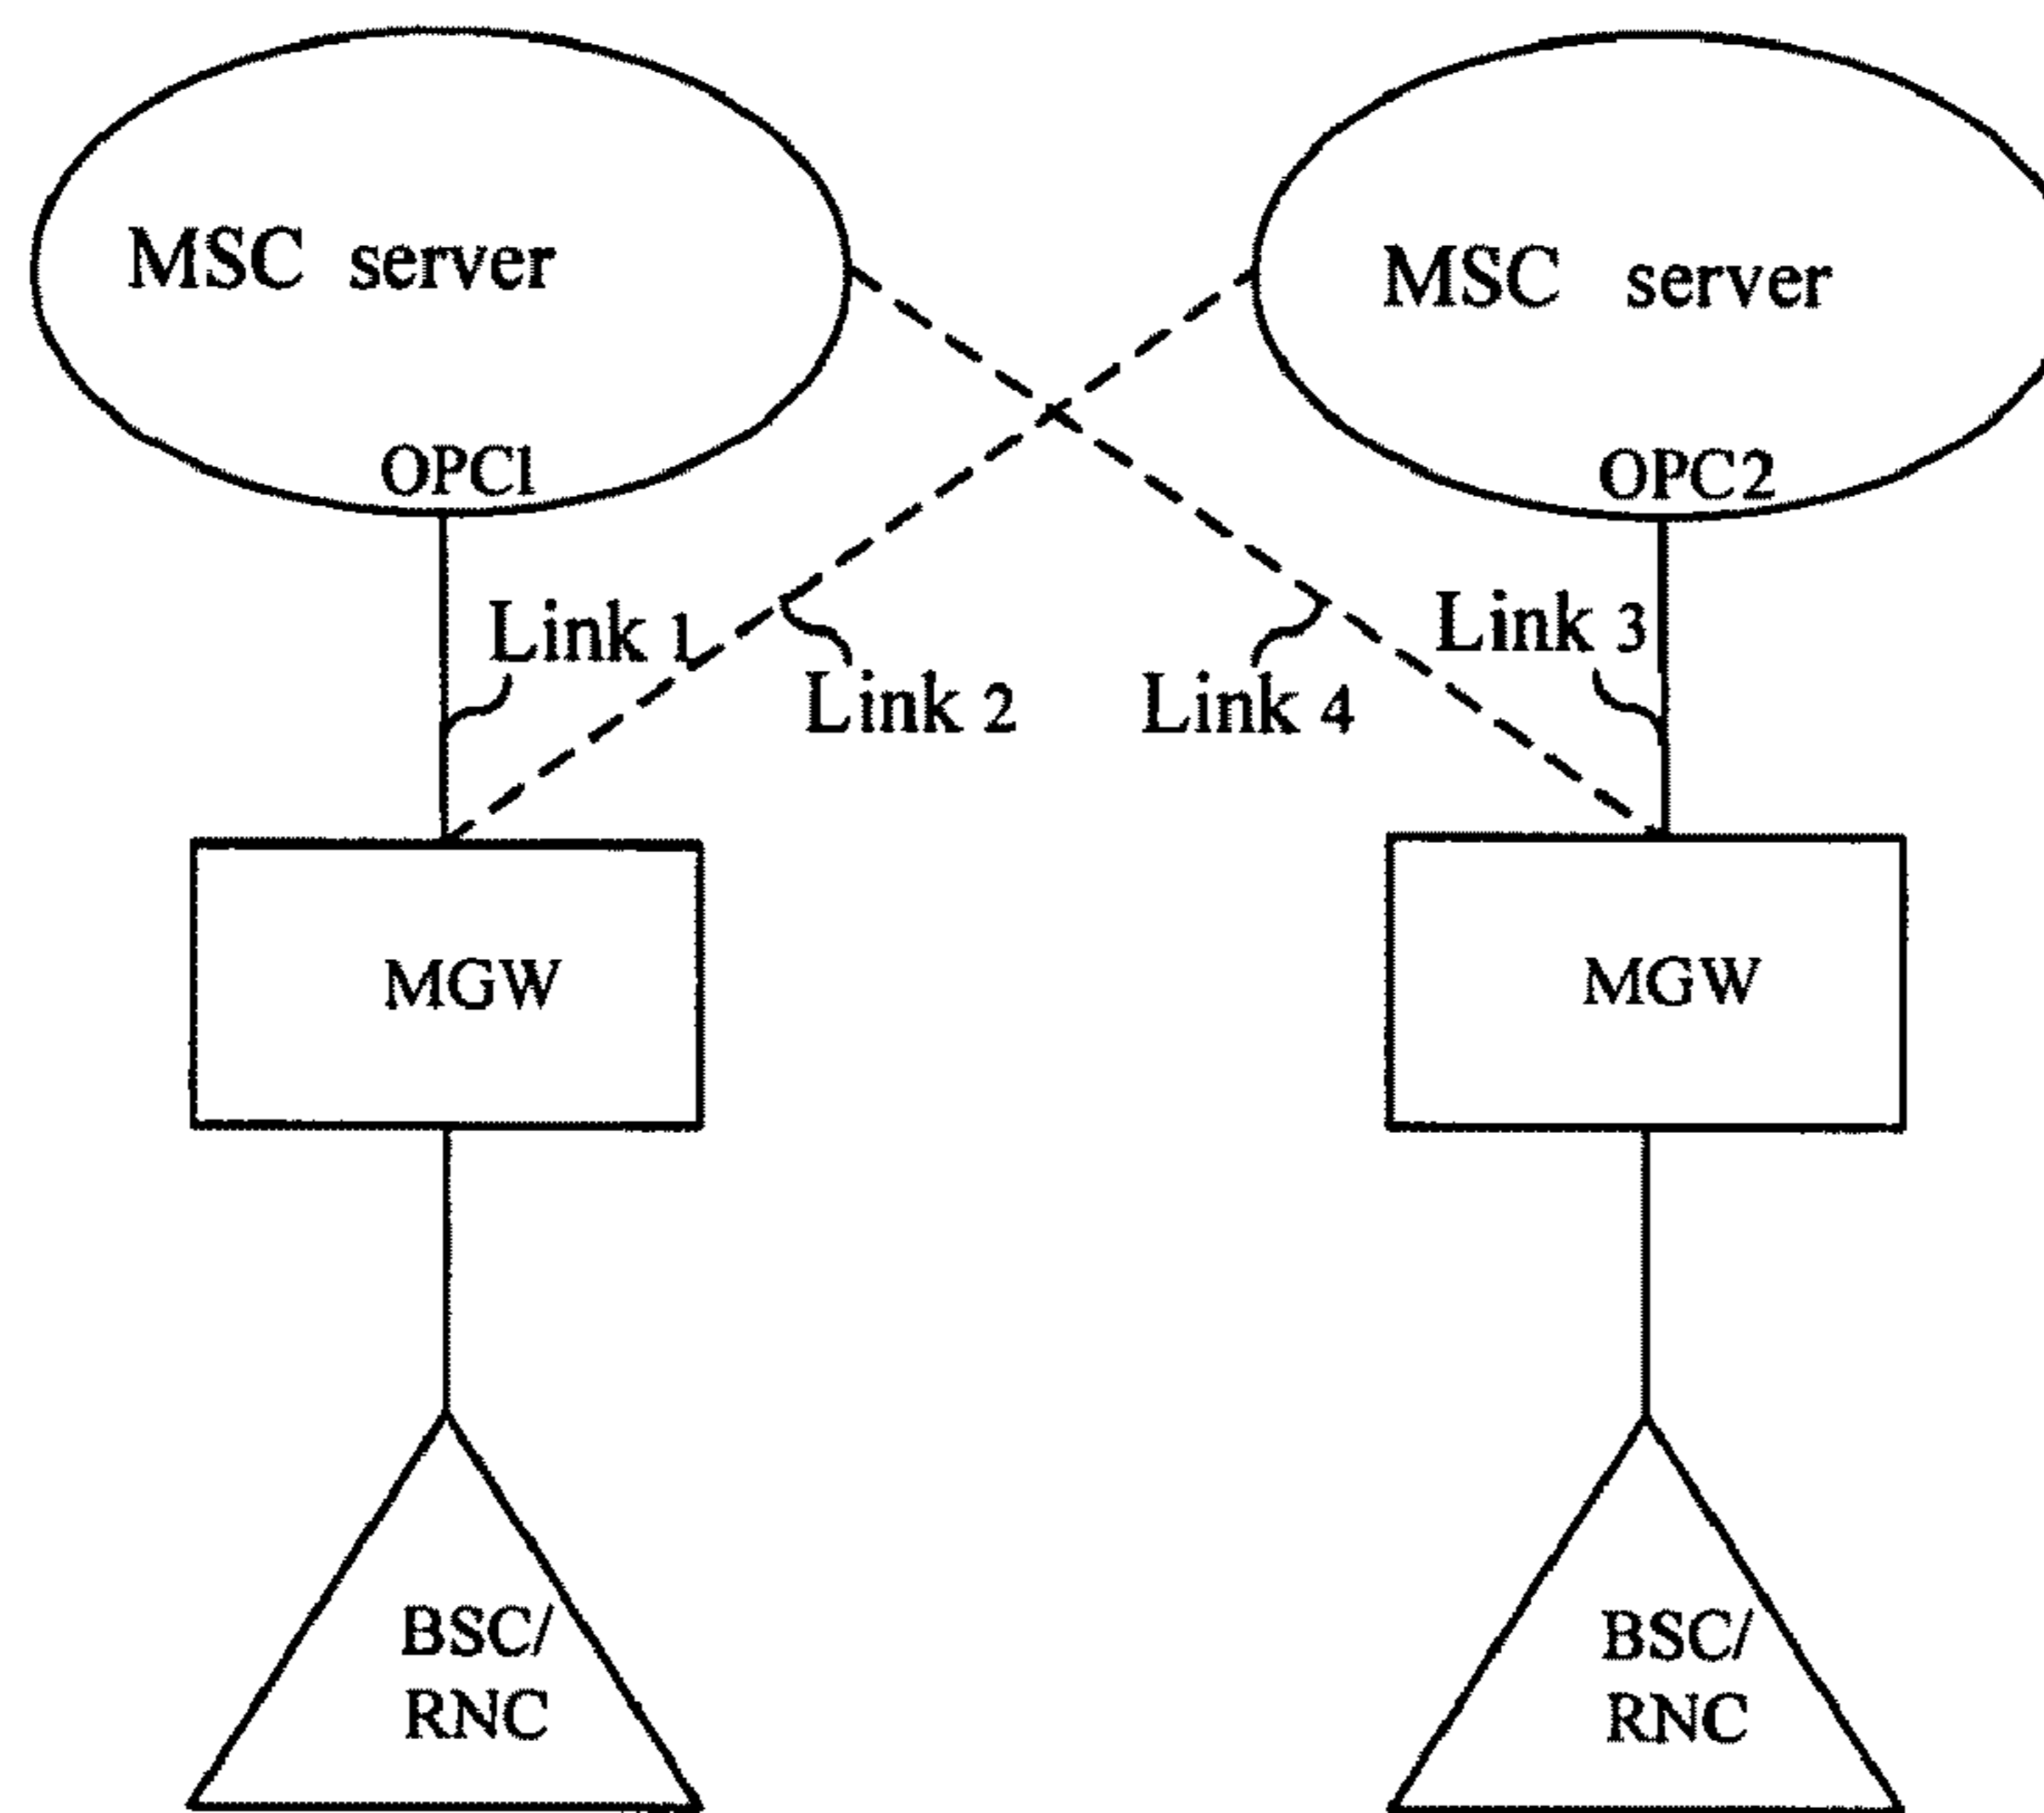 MSC server
MSC server
OPC1
OPC2
Link 1
Link 3
Link 2
Link 4
MGW
MGW
BSC/
RNC
BSC/
RNC